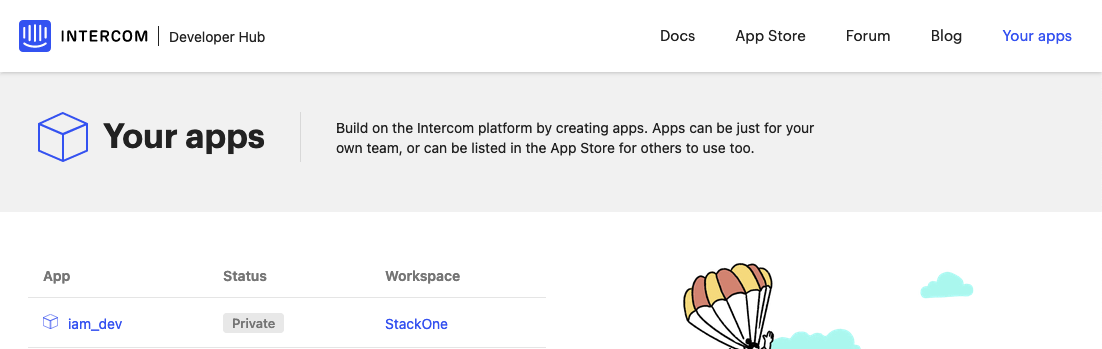 INTERCOM Developer Hub Docs App Store Forum Blog Your apps
Your apps
Build on the Intercom platform by creating apps. Apps can be just for your
own team, or can be listed in the App Store for others to use too.
App Status Workspace
iam_dev Private StackOne